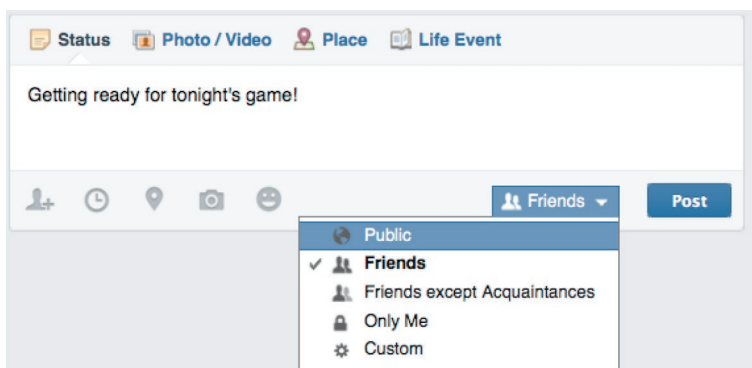 Status Photo / Video Place Life Event
Getting ready for tonight's game!
Friends Post
Public
Friends
Friends except Acquaintances
Only Me
Custom